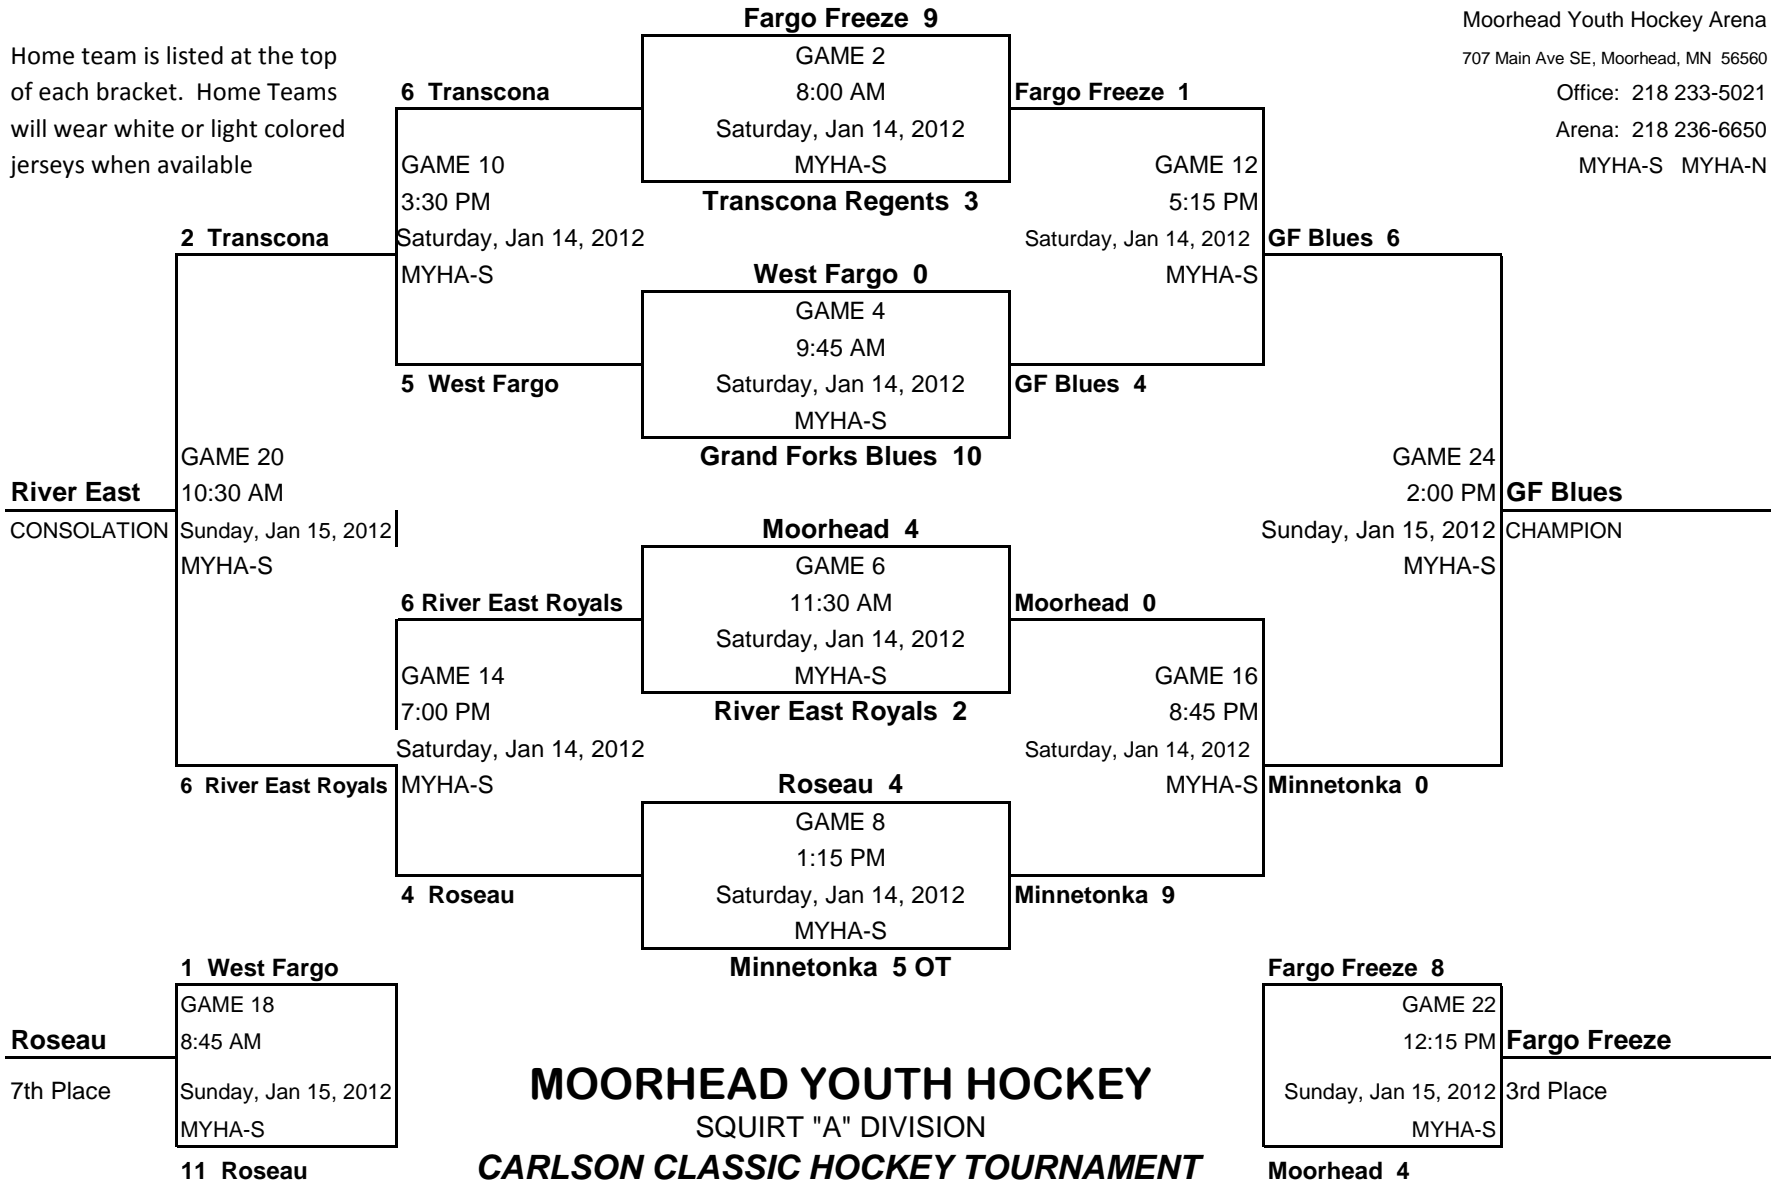 Home team is listed at the top
of each bracket.  Home Teams
will wear white or light colored
jerseys when available
Moorhead Youth Hockey Arena
707 Main Ave SE, Moorhead, MN  56560
Office:  218 233-5021
Arena:  218 236-6650
MYHA-S   MYHA-N
Fargo Freeze  9
GAME 2
8:00 AM
Saturday, Jan 14, 2012
MYHA-S
Transcona Regents  3
6  Transcona
GAME 10
3:30 PM
Saturday, Jan 14, 2012
MYHA-S
5  West Fargo
Fargo Freeze  1
GAME 12
5:15 PM
Saturday, Jan 14, 2012
MYHA-S
GF Blues  4
West Fargo  0
GAME 4
9:45 AM
Saturday, Jan 14, 2012
MYHA-S
Grand Forks Blues  10
2  Transcona
GAME 20
10:30 AM
Sunday, Jan 15, 2012
MYHA-S
6  River East Royals
River East
CONSOLATION
GF Blues  6
GAME 24
2:00 PM
Sunday, Jan 15, 2012
MYHA-S
Minnetonka  0
GF Blues
CHAMPION
Moorhead  4
GAME 6
11:30 AM
Saturday, Jan 14, 2012
MYHA-S
River East Royals  2
6 River East Royals
GAME 14
7:00 PM
Saturday, Jan 14, 2012
MYHA-S
4  Roseau
Moorhead  0
GAME 16
8:45 PM
Saturday, Jan 14, 2012
MYHA-S
Minnetonka  9
Roseau  4
GAME 8
1:15 PM
Saturday, Jan 14, 2012
MYHA-S
Minnetonka  5 OT
1  West Fargo
GAME 18
8:45 AM
Sunday, Jan 15, 2012
MYHA-S
11  Roseau
Roseau
7th Place
Fargo Freeze  8
GAME 22
12:15 PM
Sunday, Jan 15, 2012
MYHA-S
Moorhead  4
Fargo Freeze
3rd Place
MOORHEAD YOUTH HOCKEY
SQUIRT "A" DIVISION
CARLSON CLASSIC HOCKEY TOURNAMENT